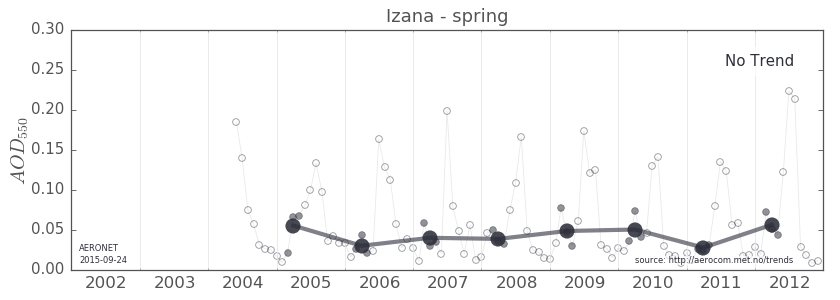 Izana - spring
0.30
0.25
0.20
0.15
0.10
0.05
0.00
AOD550
No Trend
AERONET
2015-09-24
source: http://aerocom.met.no/trends
2002 2003 2004 2005 2006 2007 2008 2009 2010 2011 2012